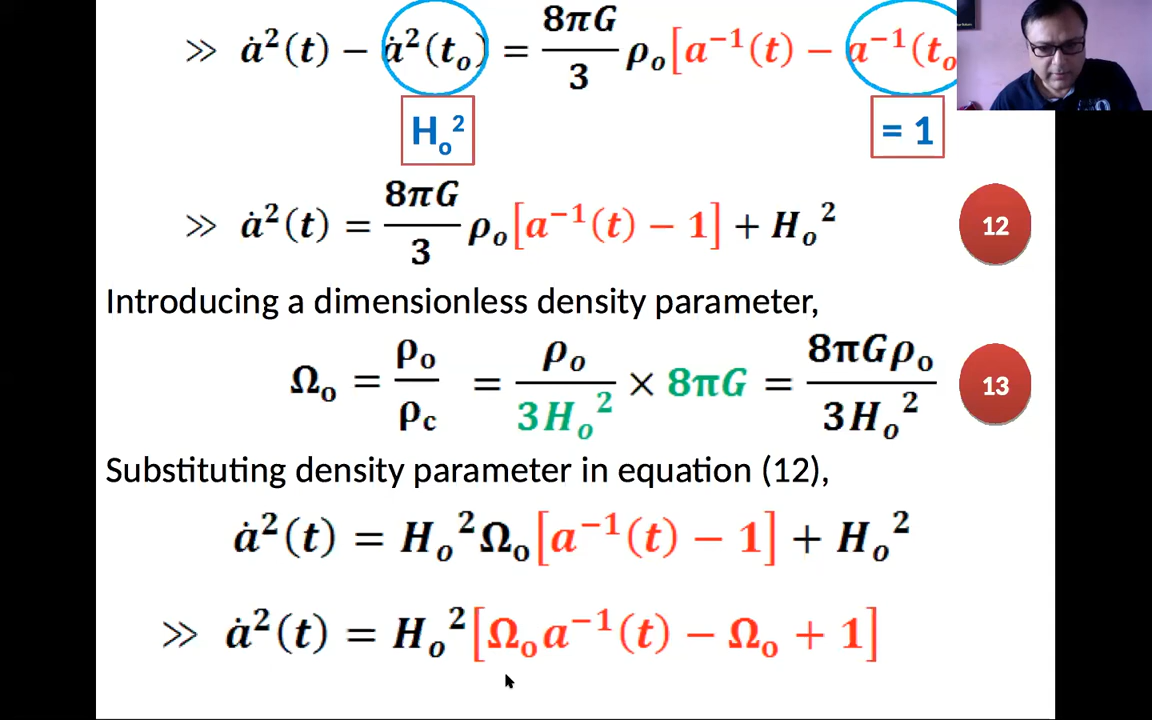 ≫ ȧ²(t) − ȧ²(tₒ) = 8πG/3 ρₒ[a⁻¹(t) − a⁻¹(tₒ
Hₒ² = 1
≫ ȧ²(t) = 8πG/3 ρₒ[a⁻¹(t) − 1] + Hₒ² 12
Introducing a dimensionless density parameter,
Ωₒ = ρₒ/ρc = ρₒ/3Hₒ² × 8πG = 8πGρₒ/3Hₒ² 13
Substituting density parameter in equation (12),
ȧ²(t) = Hₒ²Ωₒ[a⁻¹(t) − 1] + Hₒ²
≫ ȧ²(t) = Hₒ²[Ωₒa⁻¹(t) − Ωₒ + 1]